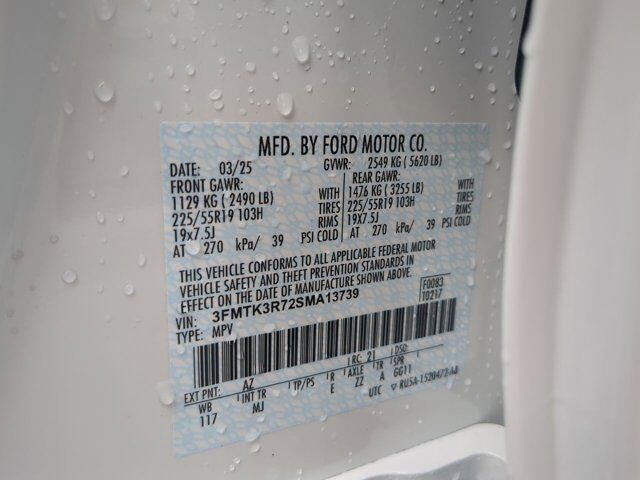 MFD. BY FORD MOTOR CO.
DATE: 03/25 GVWR: 2549 KG ( 5620 LB)
FRONT GAWR: REAR GAWR:
1129 KG ( 2490 LB) WITH 1476 KG ( 3255 LB) WITH
225/55R19 103H TIRES 225/55R19 103H TIRES
19x7.5J RIMS 19x7.5J RIMS
AT 270 kPa/ 39 PSI COLD AT 270 kPa/ 39 PSI COLD
THIS VEHICLE CONFORMS TO ALL APPLICABLE FEDERAL MOTOR
VEHICLE SAFETY AND THEFT PREVENTION STANDARDS IN
EFFECT ON THE DATE OF MANUFACTURE SHOWN ABOVE.
VIN: 3FMTK3R72SMA13739 F0083
TYPE: MPV T0217
EXT PNT: AZ RC: 21 DSO:
WB INT TR TP/PS R AXLE TR SPR
117 MJ E ZZ A GG11
UTC ▽ RU5A-1520472-AA